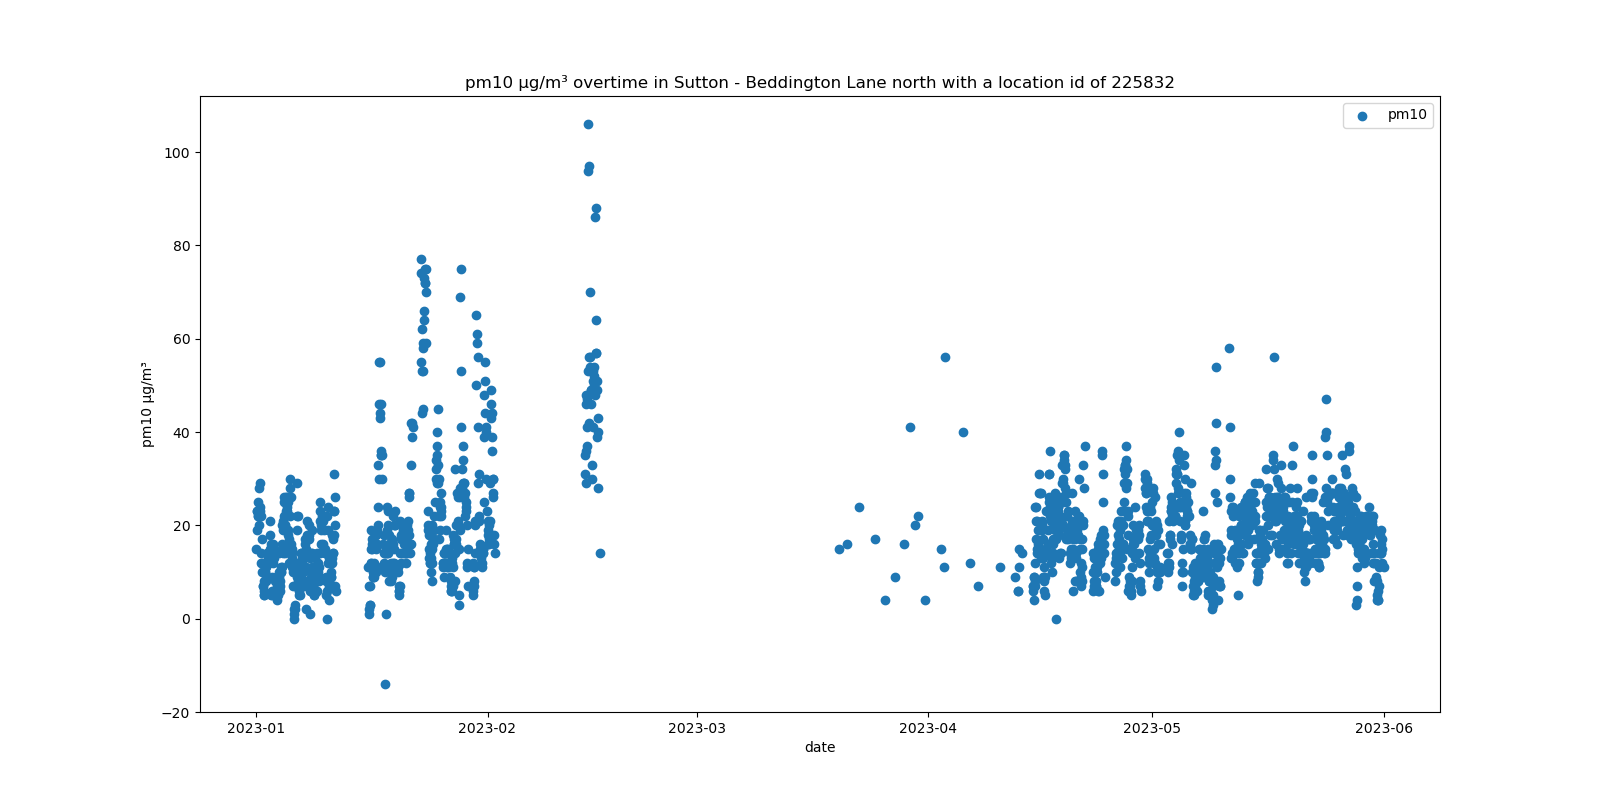 pm10 µg/m³ overtime in Sutton - Beddington Lane north with a location id of 225832
pm10
100
80
60
40
20
0
−20
pm10 µg/m³
2023-01 2023-02 2023-03 2023-04 2023-05 2023-06
date